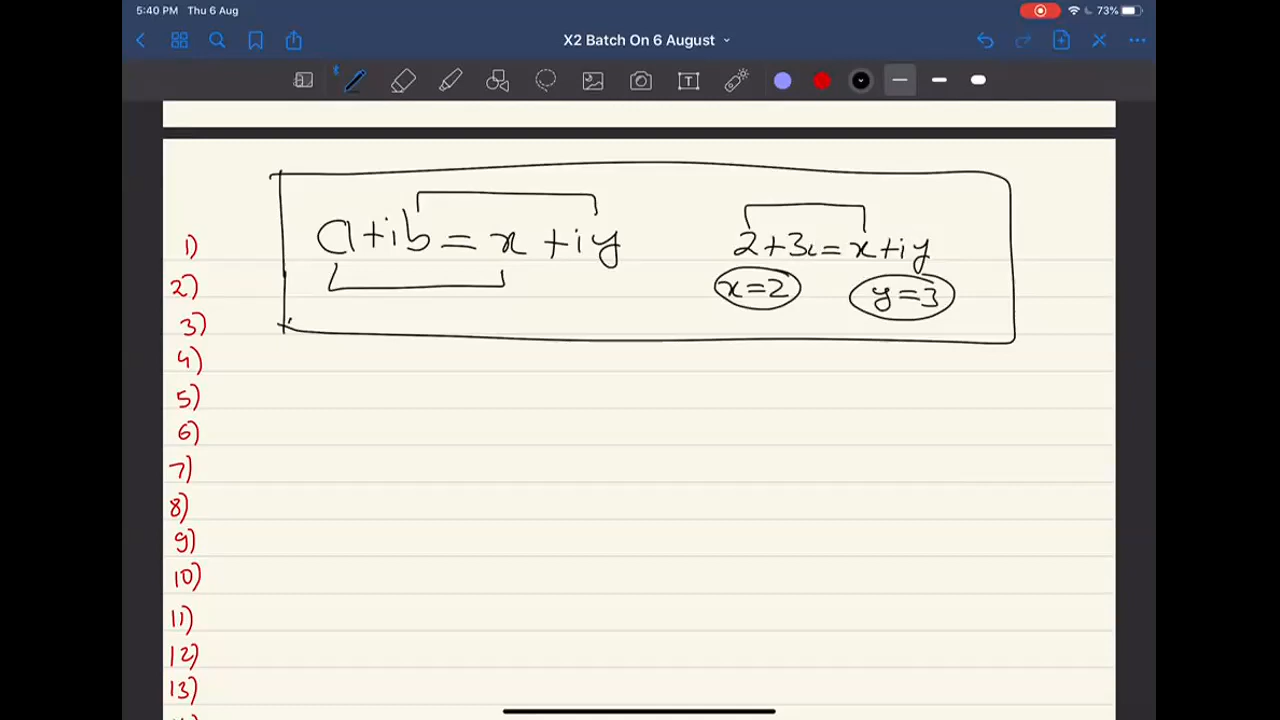 5:40 PM Thu 6 Aug 73%
X2 Batch On 6 August
T
a+ib = x+iy
2+3i = x+iy
x=2 y=3
1)
2)
3)
4)
5)
6)
7)
8)
9)
10)
11)
12)
13)